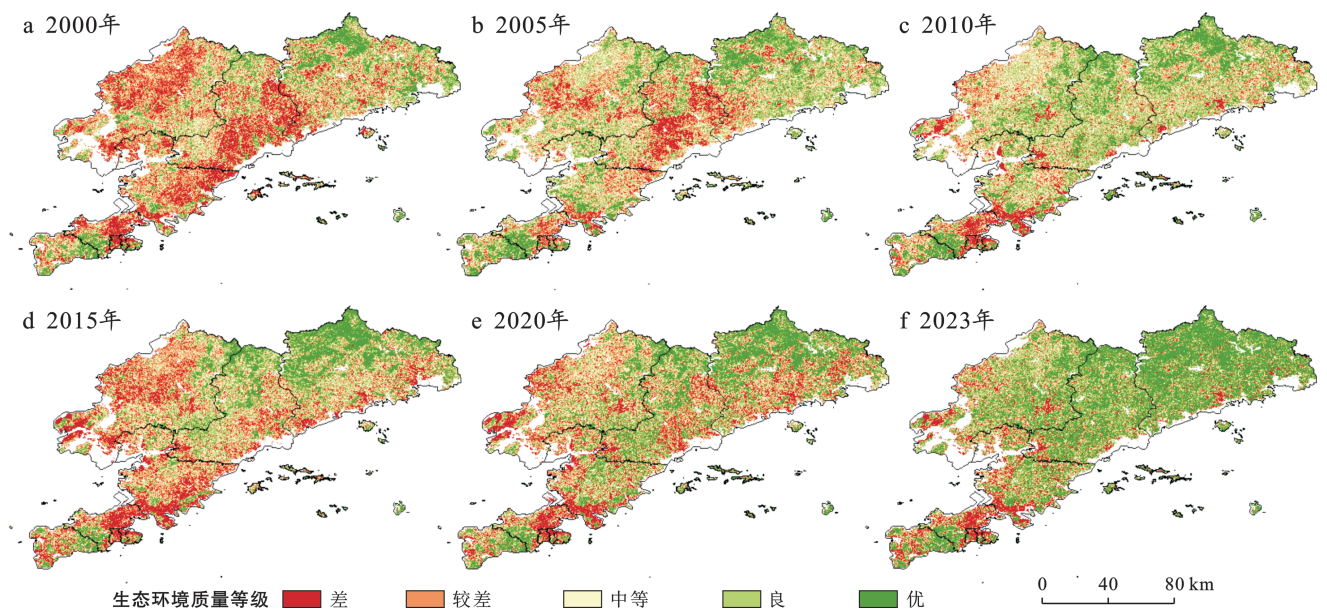 a 2000年
b 2005年
c 2010年
d 2015年
e 2020年
f 2023年
生态环境质量等级 差 较差 中等 良 优
0 40 80 km